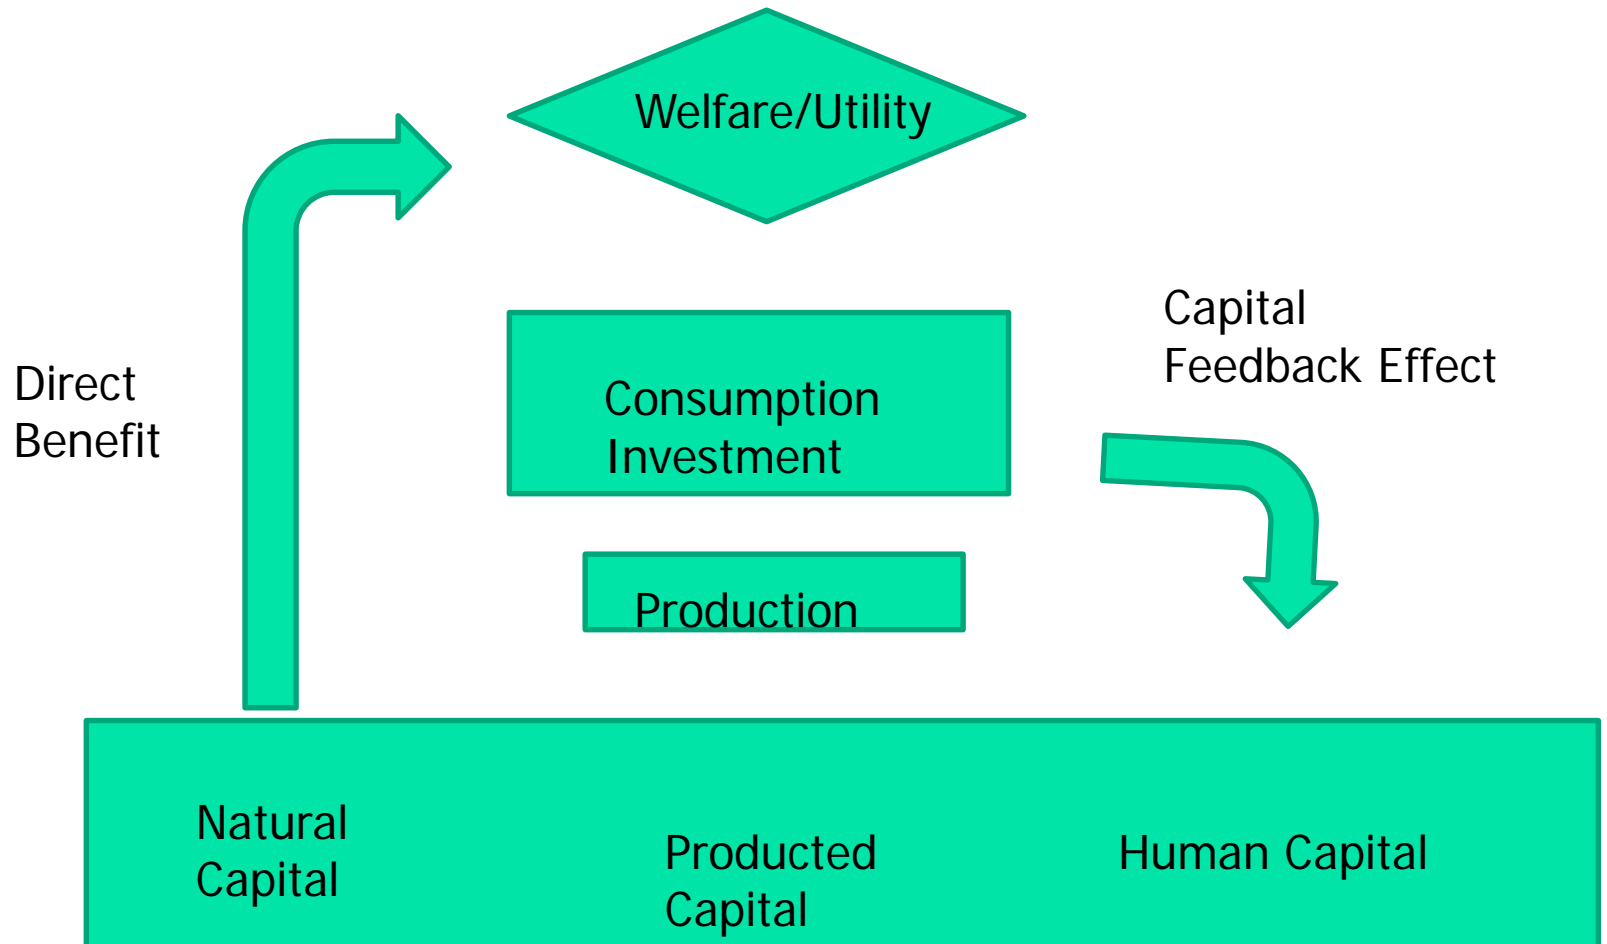 Welfare/Utility
Capital
Feedback Effect
Direct
Benefit
Consumption
Investment
Production
Natural
Capital
Producted
Capital
Human Capital